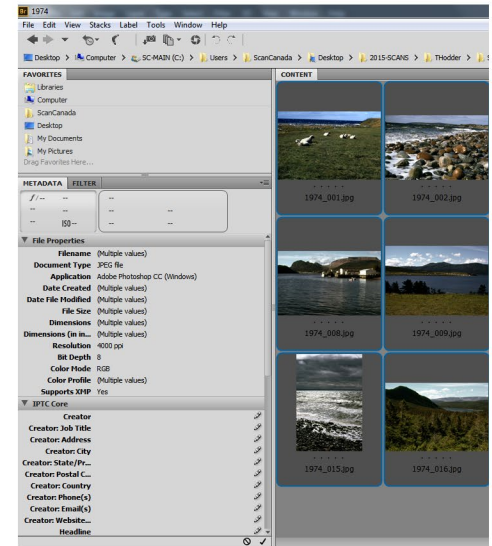 Br 1974
File Edit View Stacks Label Tools Window Help
Desktop > Computer > SC-MAIN (C:) > Users > ScanCanada > Desktop > 2015-SCANS > THodder >
FAVORITES
Libraries
Computer
ScanCanada
Desktop
My Documents
My Pictures
Drag Favorites Here...
METADATA FILTER
f/-- --
--
-- --
-- --
-- ISO--
-- --
File Properties
Filename (Multiple values)
Document Type JPEG file
Application Adobe Photoshop CC (Windows)
Date Created (Multiple values)
Date File Modified (Multiple values)
File Size (Multiple values)
Dimensions (Multiple values)
Dimensions (in in... (Multiple values)
Resolution 4000 ppi
Bit Depth 8
Color Mode RGB
Color Profile (Multiple values)
Supports XMP Yes
IPTC Core
Creator
Creator: Job Title
Creator: Address
Creator: City
Creator: State/Pr...
Creator: Postal C...
Creator: Country
Creator: Phone(s)
Creator: Email(s)
Creator: Website...
Headline
CONTENT
1974_001.jpg 1974_002.jpg
1974_008.jpg 1974_009.jpg
1974_015.jpg 1974_016.jpg